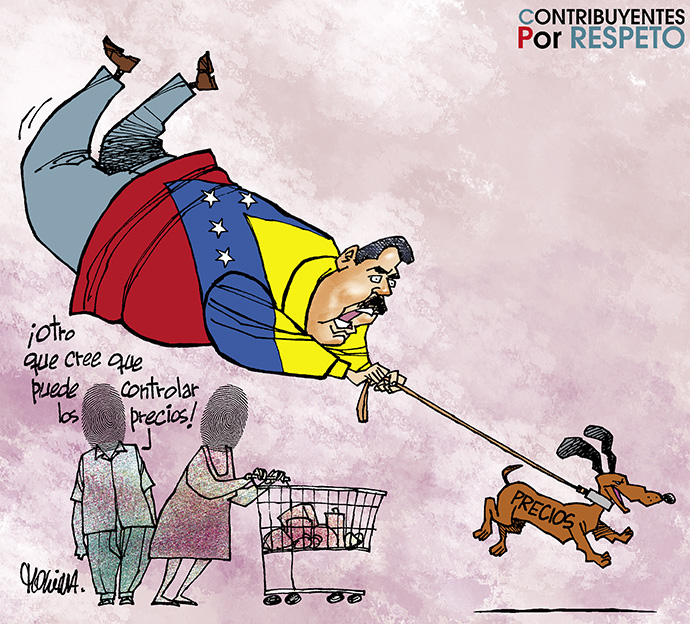 CONTRIBUYENTES
Por RESPETO
¡Otro
que cree que
puede controlar
los precios!
PRECIOS